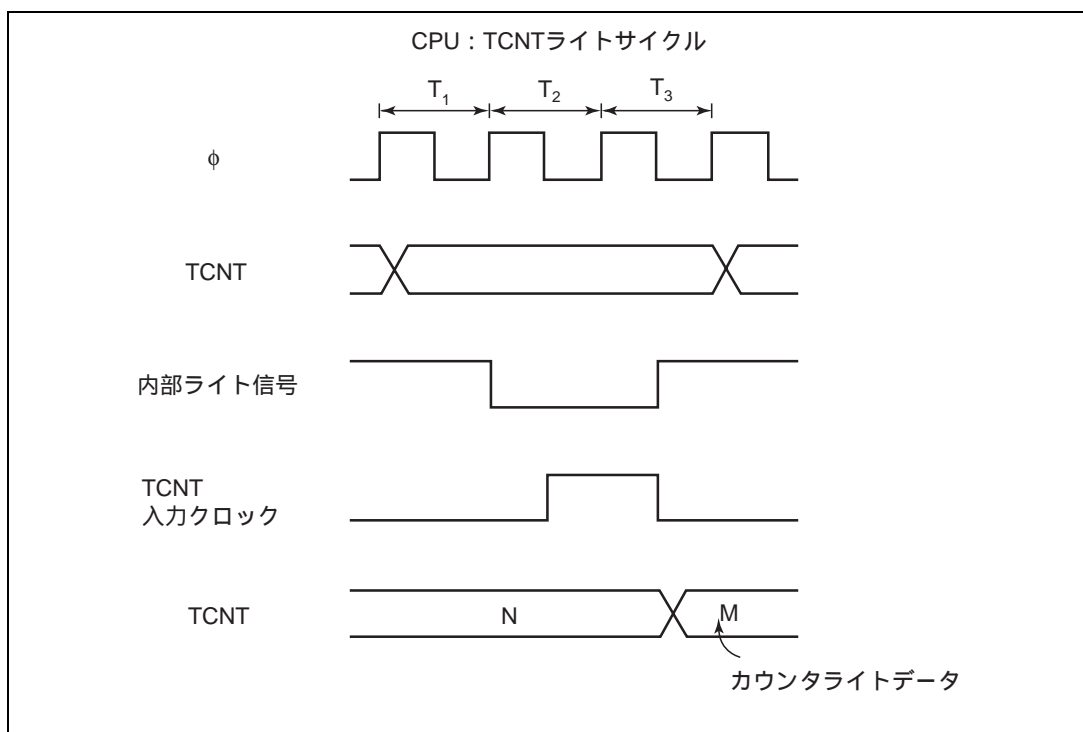 CPU：TCNTライトサイクル
T1 T2 T3
φ
TCNT
内部ライト信号
TCNT
入力クロック
TCNT N M
カウンタライトデータ